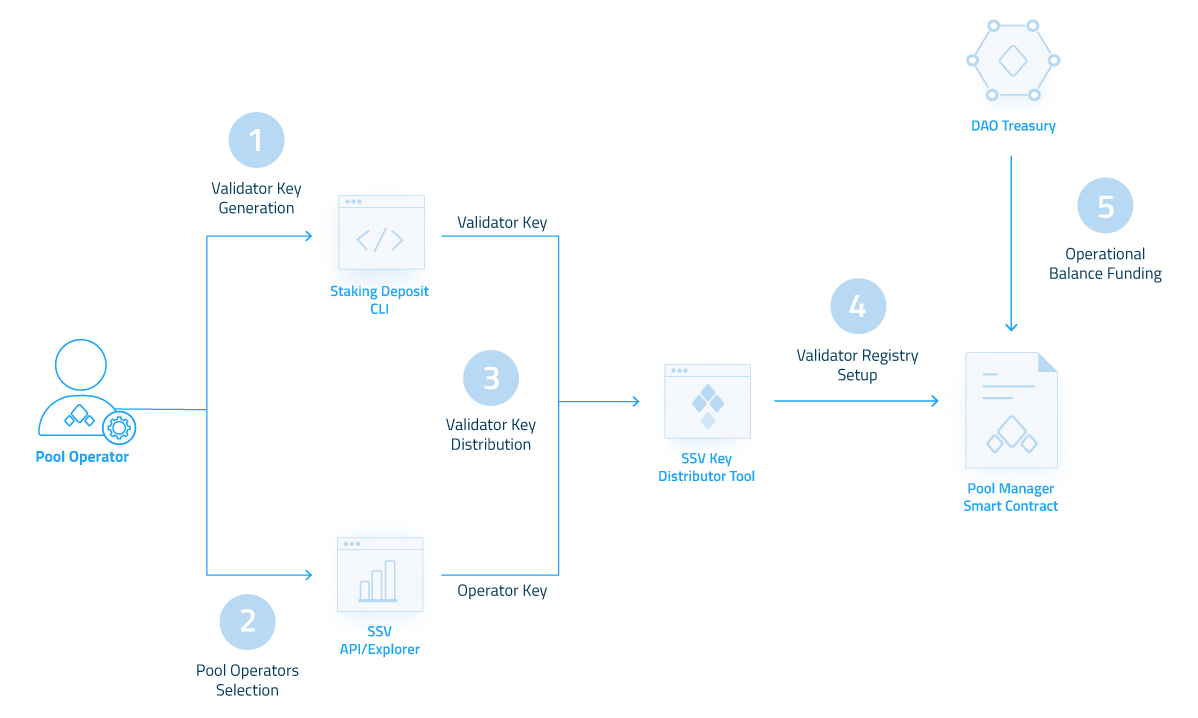 DAO Treasury
1
Validator Key
Generation
5
Operational
Balance Funding
Validator Key
Staking Deposit
CLI
4
Validator Registry
Setup
3
Validator Key
Distribution
Pool Operator
SSV Key
Distributor Tool
Pool Manager
Smart Contract
Operator Key
2
SSV
API/Explorer
Pool Operators
Selection